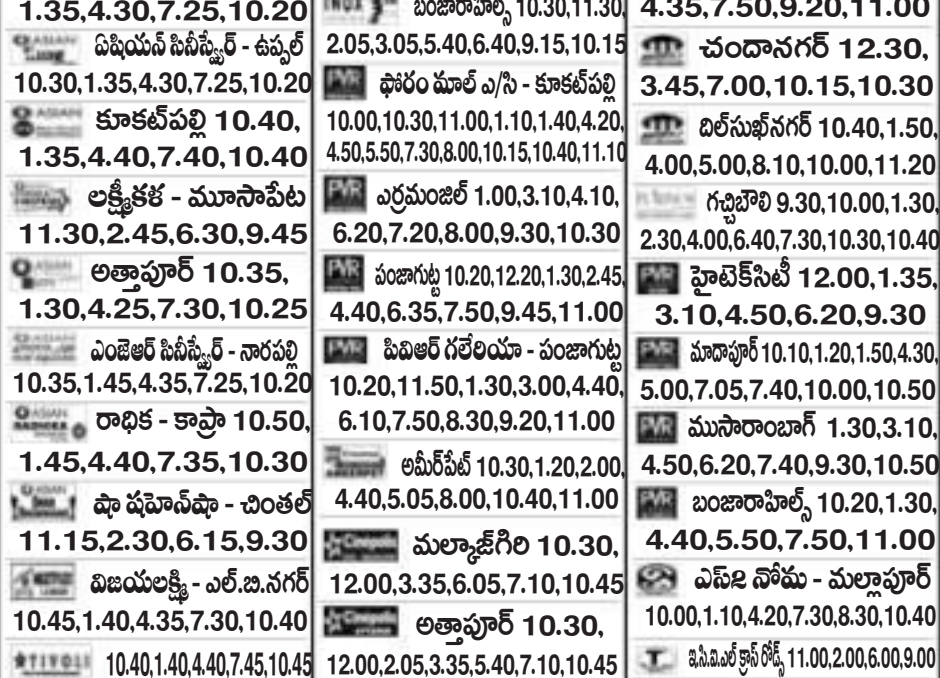 1.35,4.30,7.25,10.20
ASIAN ఏషియన్ సినీస్క్వేర్ - ఉప్పల్
10.30,1.35,4.30,7.25,10.20
ASIAN కూకట్‌పల్లి 10.40,
1.35,4.40,7.40,10.40
లక్ష్మీకళ - మూసాపేట
11.30,2.45,6.30,9.45
ASIAN అత్తాపూర్ 10.35,
1.30,4.25,7.30,10.25
ఎంజెఆర్ సినీస్క్వేర్ - నాగపల్లి
10.35,1.45,4.35,7.25,10.20
ASIAN RADHIKA రాధిక - కాప్రా 10.50,
1.45,4.40,7.35,10.30
ASIAN షా షహెన్‌షా - చింతల్
11.15,2.30,6.15,9.30
విజయలక్ష్మి - ఎల్.బి.నగర్
10.45,1.40,4.35,7.30,10.40
TIVOLI 10.40,1.40,4.40,7.45,10.45
INOX బంజారాహిల్స్ 10.30,11.30,
2.05,3.05,5.40,6.40,9.15,10.15
PVR ఫోరం మాల్ ఎ/సి - కూకట్‌పల్లి
10.00,10.30,11.00,1.10,1.40,4.20,
4.50,5.50,7.30,8.00,10.15,10.40,11.10
PVR ఎర్రమంజిల్ 1.00,3.10,4.10,
6.20,7.20,8.00,9.30,10.30
PVR పంజాగుట్ట 10.20,12.20,1.30,2.45,
4.40,6.35,7.50,9.45,11.00
PVR పివిఆర్ గలేరియా - పంజాగుట్ట
10.20,11.50,1.30,3.00,4.40,
6.10,7.50,8.30,9.20,11.00
అమీర్‌పేట్ 10.30,1.20,2.00,
4.40,5.05,8.00,10.40,11.00
Cinepolis మల్కాజ్‌గిరి 10.30,
12.00,3.35,6.05,7.10,10.45
Cinepolis అత్తాపూర్ 10.30,
12.00,2.05,3.35,5.40,7.10,10.45
4.35,7.50,9.20,11.00
చందానగర్ 12.30,
3.45,7.00,10.15,10.30
దిల్‌సుఖ్‌నగర్ 10.40,1.50,
4.00,5.00,8.10,10.00,11.20
గచ్చిబౌలి 9.30,10.00,1.30,
2.30,4.00,6.40,7.30,10.30,10.40
PVR హైటెక్‌సిటీ 12.00,1.35,
3.10,4.50,6.20,9.30
PVR మాదాపూర్ 10.10,1.20,1.50,4.30,
5.00,7.05,7.40,10.00,10.50
PVR ముసారాంబాగ్ 1.30,3.10,
4.50,6.20,7.40,9.30,10.50
PVR బంజారాహిల్స్ 10.20,1.30,
4.40,5.50,7.50,11.00
ఎస్2 నోమ - మల్లాపూర్
10.00,1.10,4.20,7.30,8.30,10.40
ఇ.సి.ఐ.ఎల్ క్రాస్ రోడ్స్ 11.00,2.00,6.00,9.00